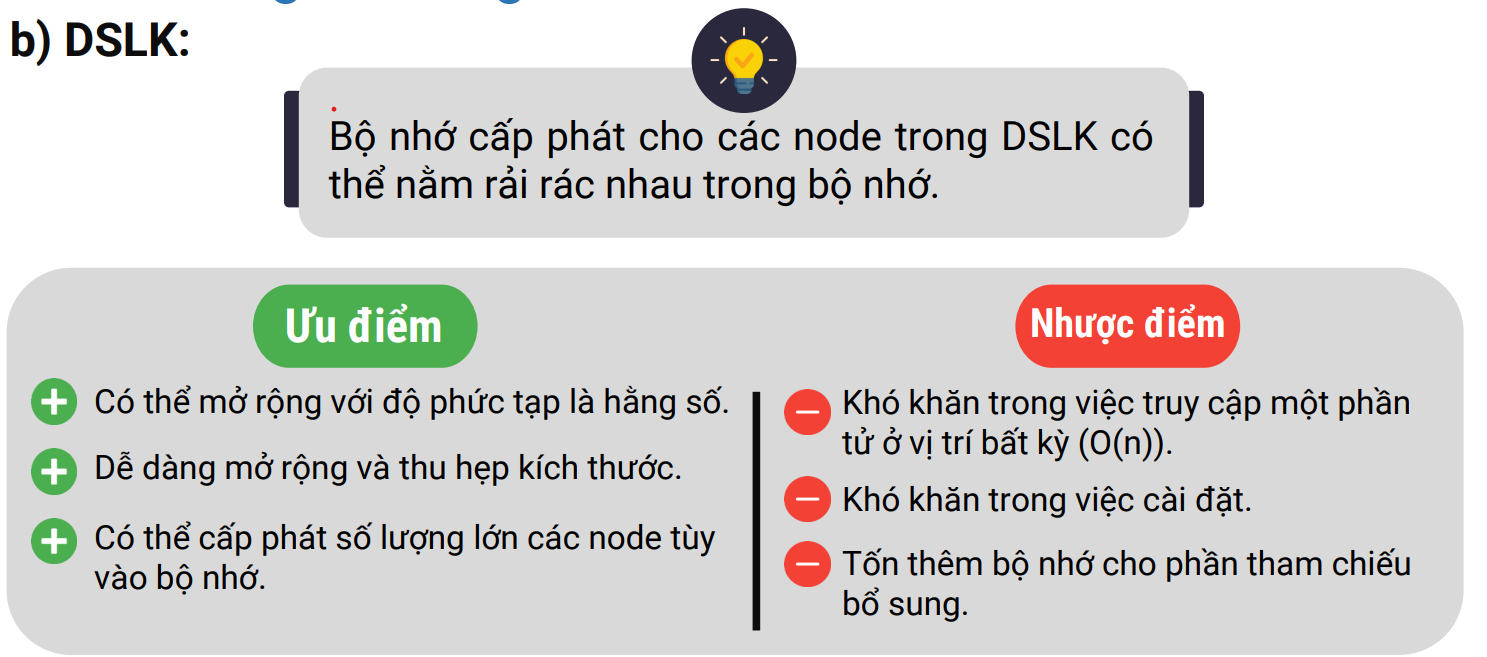 b) DSLK:
Bộ nhớ cấp phát cho các node trong DSLK có
thể nằm rải rác nhau trong bộ nhớ.
Ưu điểm
Có thể mở rộng với độ phức tạp là hằng số.
Dễ dàng mở rộng và thu hẹp kích thước.
Có thể cấp phát số lượng lớn các node tùy
vào bộ nhớ.
Nhược điểm
Khó khăn trong việc truy cập một phần
tử ở vị trí bất kỳ (O(n)).
Khó khăn trong việc cài đặt.
Tốn thêm bộ nhớ cho phần tham chiếu
bổ sung.